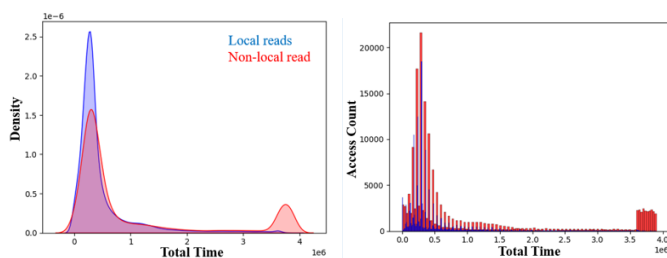 1e−6
2.5
2.0
1.5
1.0
0.5
0.0
Density
Local reads
Non-local read
0 1 2 3 4
1e6
Total Time
20000
15000
10000
5000
0
Access Count
0.0 0.5 1.0 1.5 2.0 2.5 3.0 3.5 4.0
1e6
Total Time